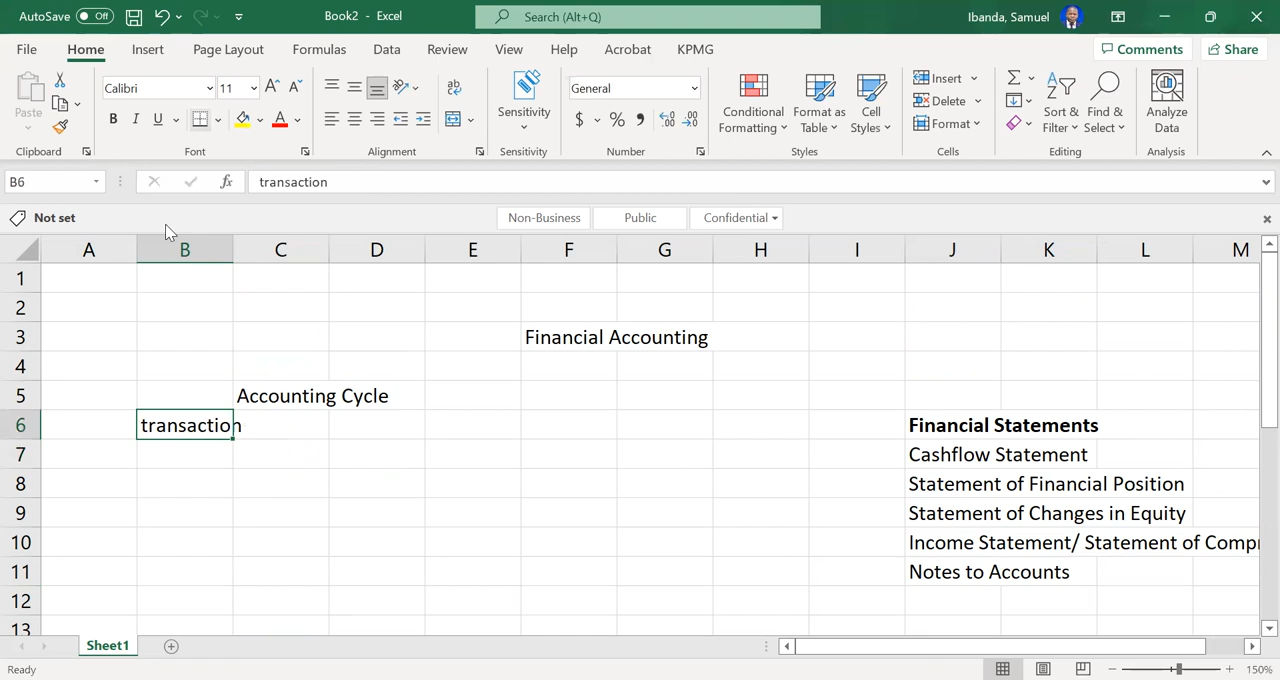 AutoSave Off Book2 - Excel Search (Alt+Q) Ibanda, Samuel
File Home Insert Page Layout Formulas Data Review View Help Acrobat KPMG Comments Share
Calibri 11 General Insert
Paste Sensitivity Conditional Format as Cell Delete Sort & Find & Analyze
B I U A $ % Formatting Table Styles Format Filter Select Data
Clipboard Font Alignment Sensitivity Number Styles Cells Editing Analysis
B6 fx transaction
Not set Non-Business Public Confidential
A B C D E F G H I J K L M
1
2
3 Financial Accounting
4
5 Accounting Cycle
6 transaction Financial Statements
7 Cashflow Statement
8 Statement of Financial Position
9 Statement of Changes in Equity
10 Income Statement/ Statement of Compr
11 Notes to Accounts
12
13
Sheet1
Ready 150%